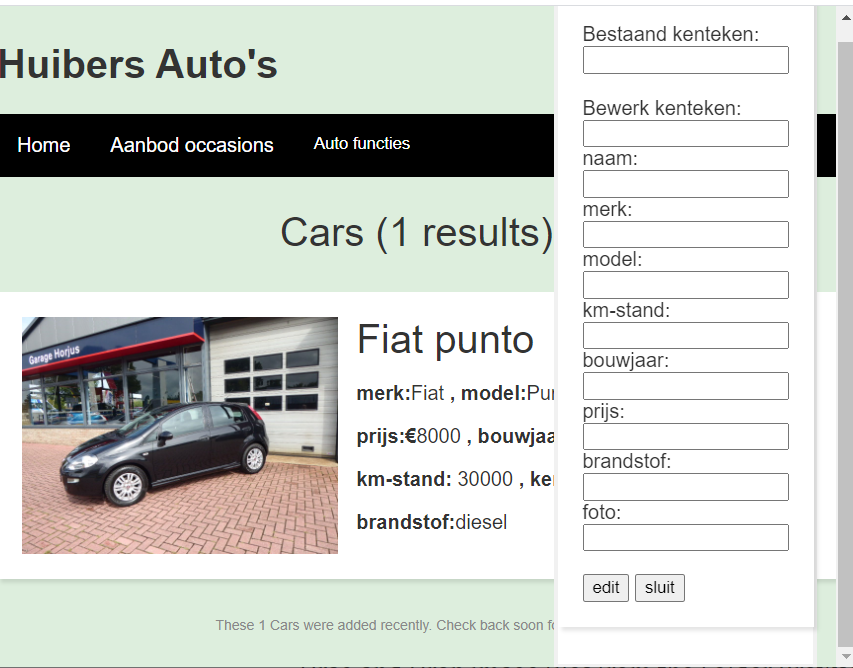 Huibers Auto's
Home
Aanbod occasions
Auto functies
Cars (1 results)
Garage Horjus
Fiat punto
merk:Fiat , model:Pu
prijs:€8000 , bouwjaa
km-stand: 30000 , ke
brandstof:diesel
These 1 Cars were added recently. Check back soon fo
Bestaand kenteken:
Bewerk kenteken:
naam:
merk:
model:
km-stand:
bouwjaar:
prijs:
brandstof:
foto:
edit
sluit